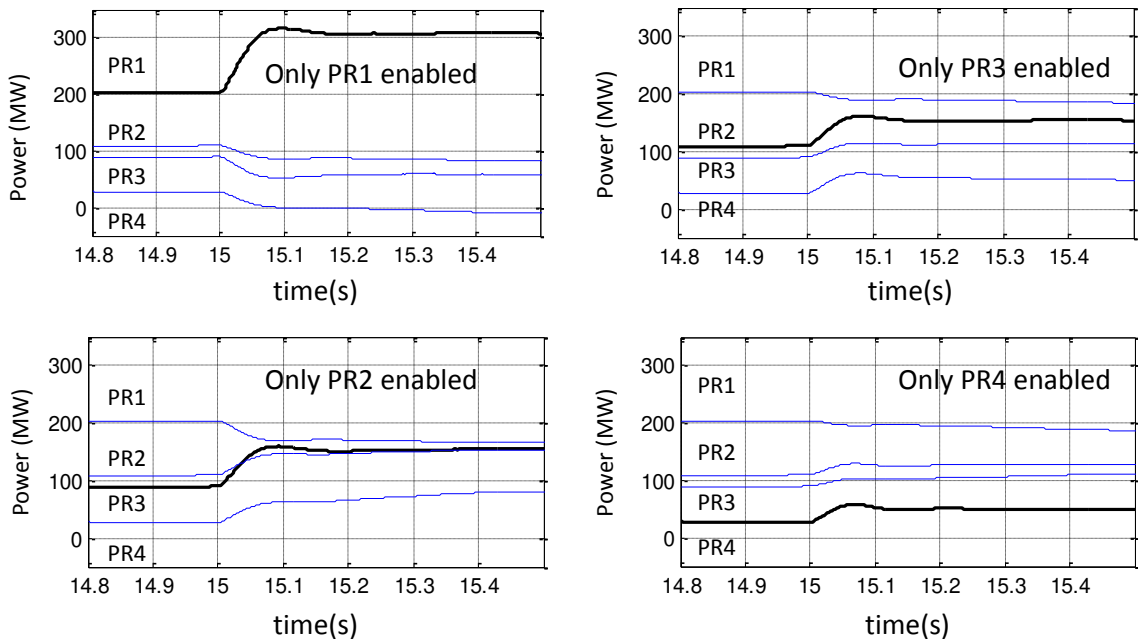 300
200
100
0
Power (MW)
PR1
PR2
PR3
PR4
Only PR1 enabled
14.8 14.9 15 15.1 15.2 15.3 15.4
time(s)
300
200
100
0
Power (MW)
PR1
PR2
PR3
PR4
Only PR3 enabled
14.8 14.9 15 15.1 15.2 15.3 15.4
time(s)
300
200
100
0
Power (MW)
PR1
PR2
PR3
PR4
Only PR2 enabled
14.8 14.9 15 15.1 15.2 15.3 15.4
time(s)
300
200
100
0
Power (MW)
PR1
PR2
PR3
PR4
Only PR4 enabled
14.8 14.9 15 15.1 15.2 15.3 15.4
time(s)